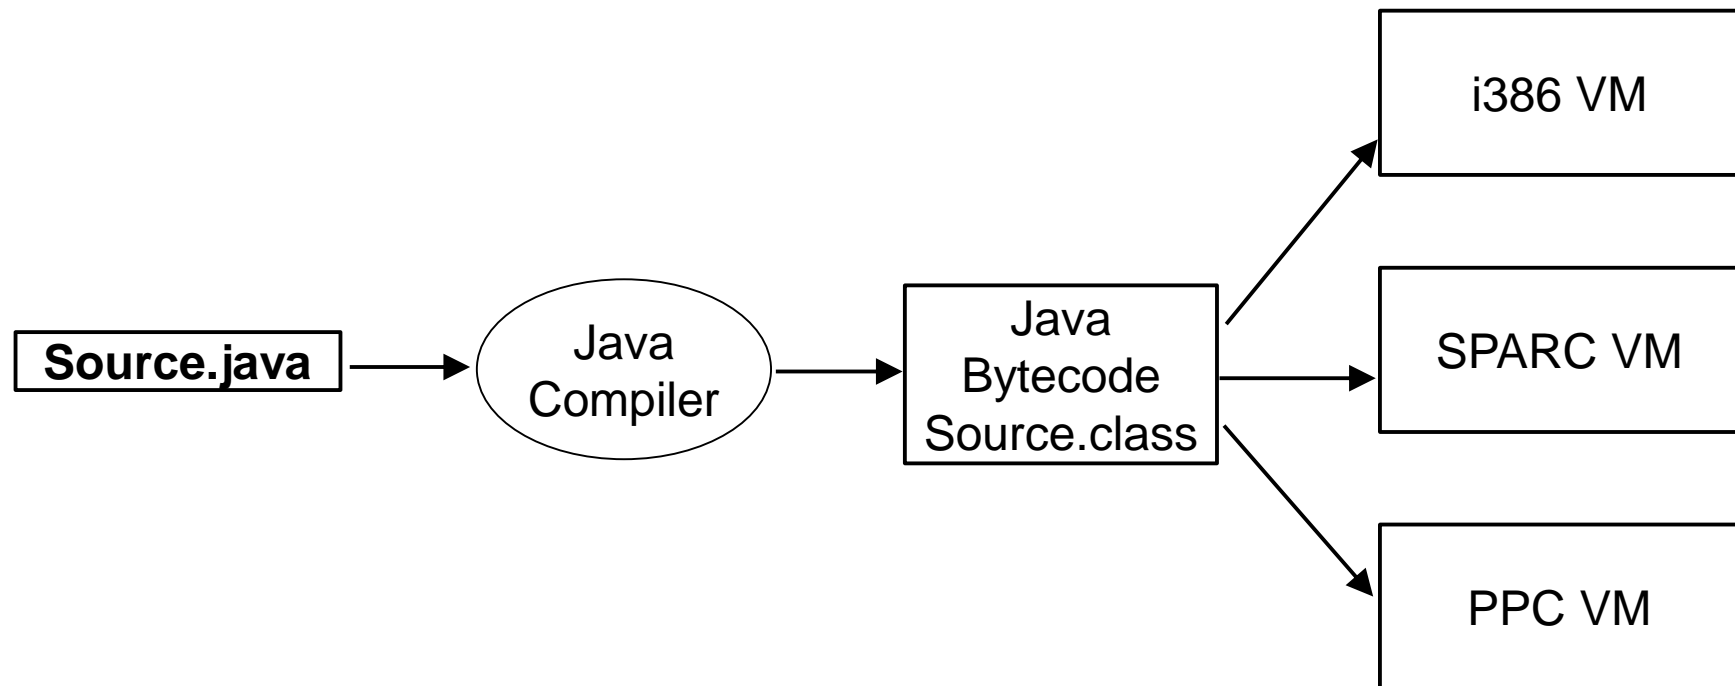 Source.java
Java
Compiler
Java
Bytecode
Source.class
i386 VM
SPARC VM
PPC VM